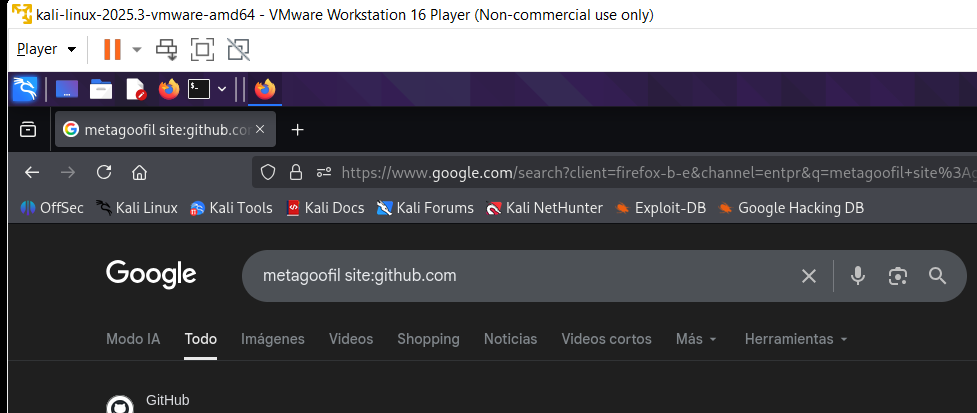 kali-linux-2025.3-vmware-amd64 - VMware Workstation 16 Player (Non-commercial use only)
Player
metagoofil site:github.co
https://www.google.com/search?client=firefox-b-e&channel=entpr&q=metagoofil+site%3A
OffSec Kali Linux Kali Tools Kali Docs Kali Forums Kali NetHunter Exploit-DB Google Hacking DB
Google
metagoofil site:github.com
Modo IA Todo Imágenes Videos Shopping Noticias Videos cortos Más Herramientas
GitHub